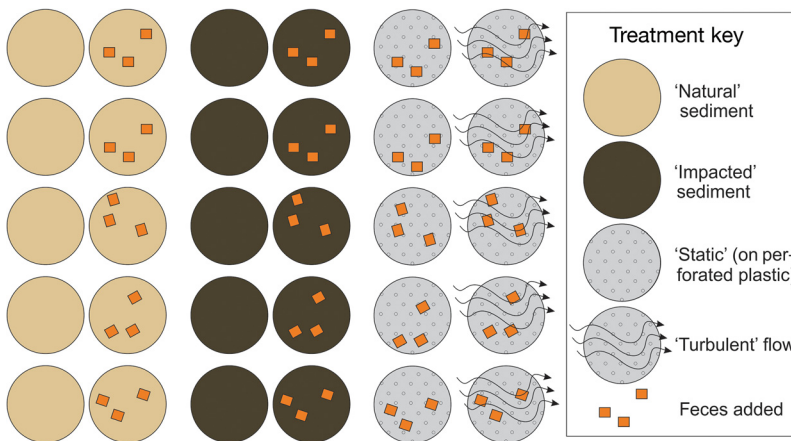 Treatment key
‘Natural’
sediment
‘Impacted’
sediment
‘Static’ (on per-
forated plastic
‘Turbulent’ flow
Feces added